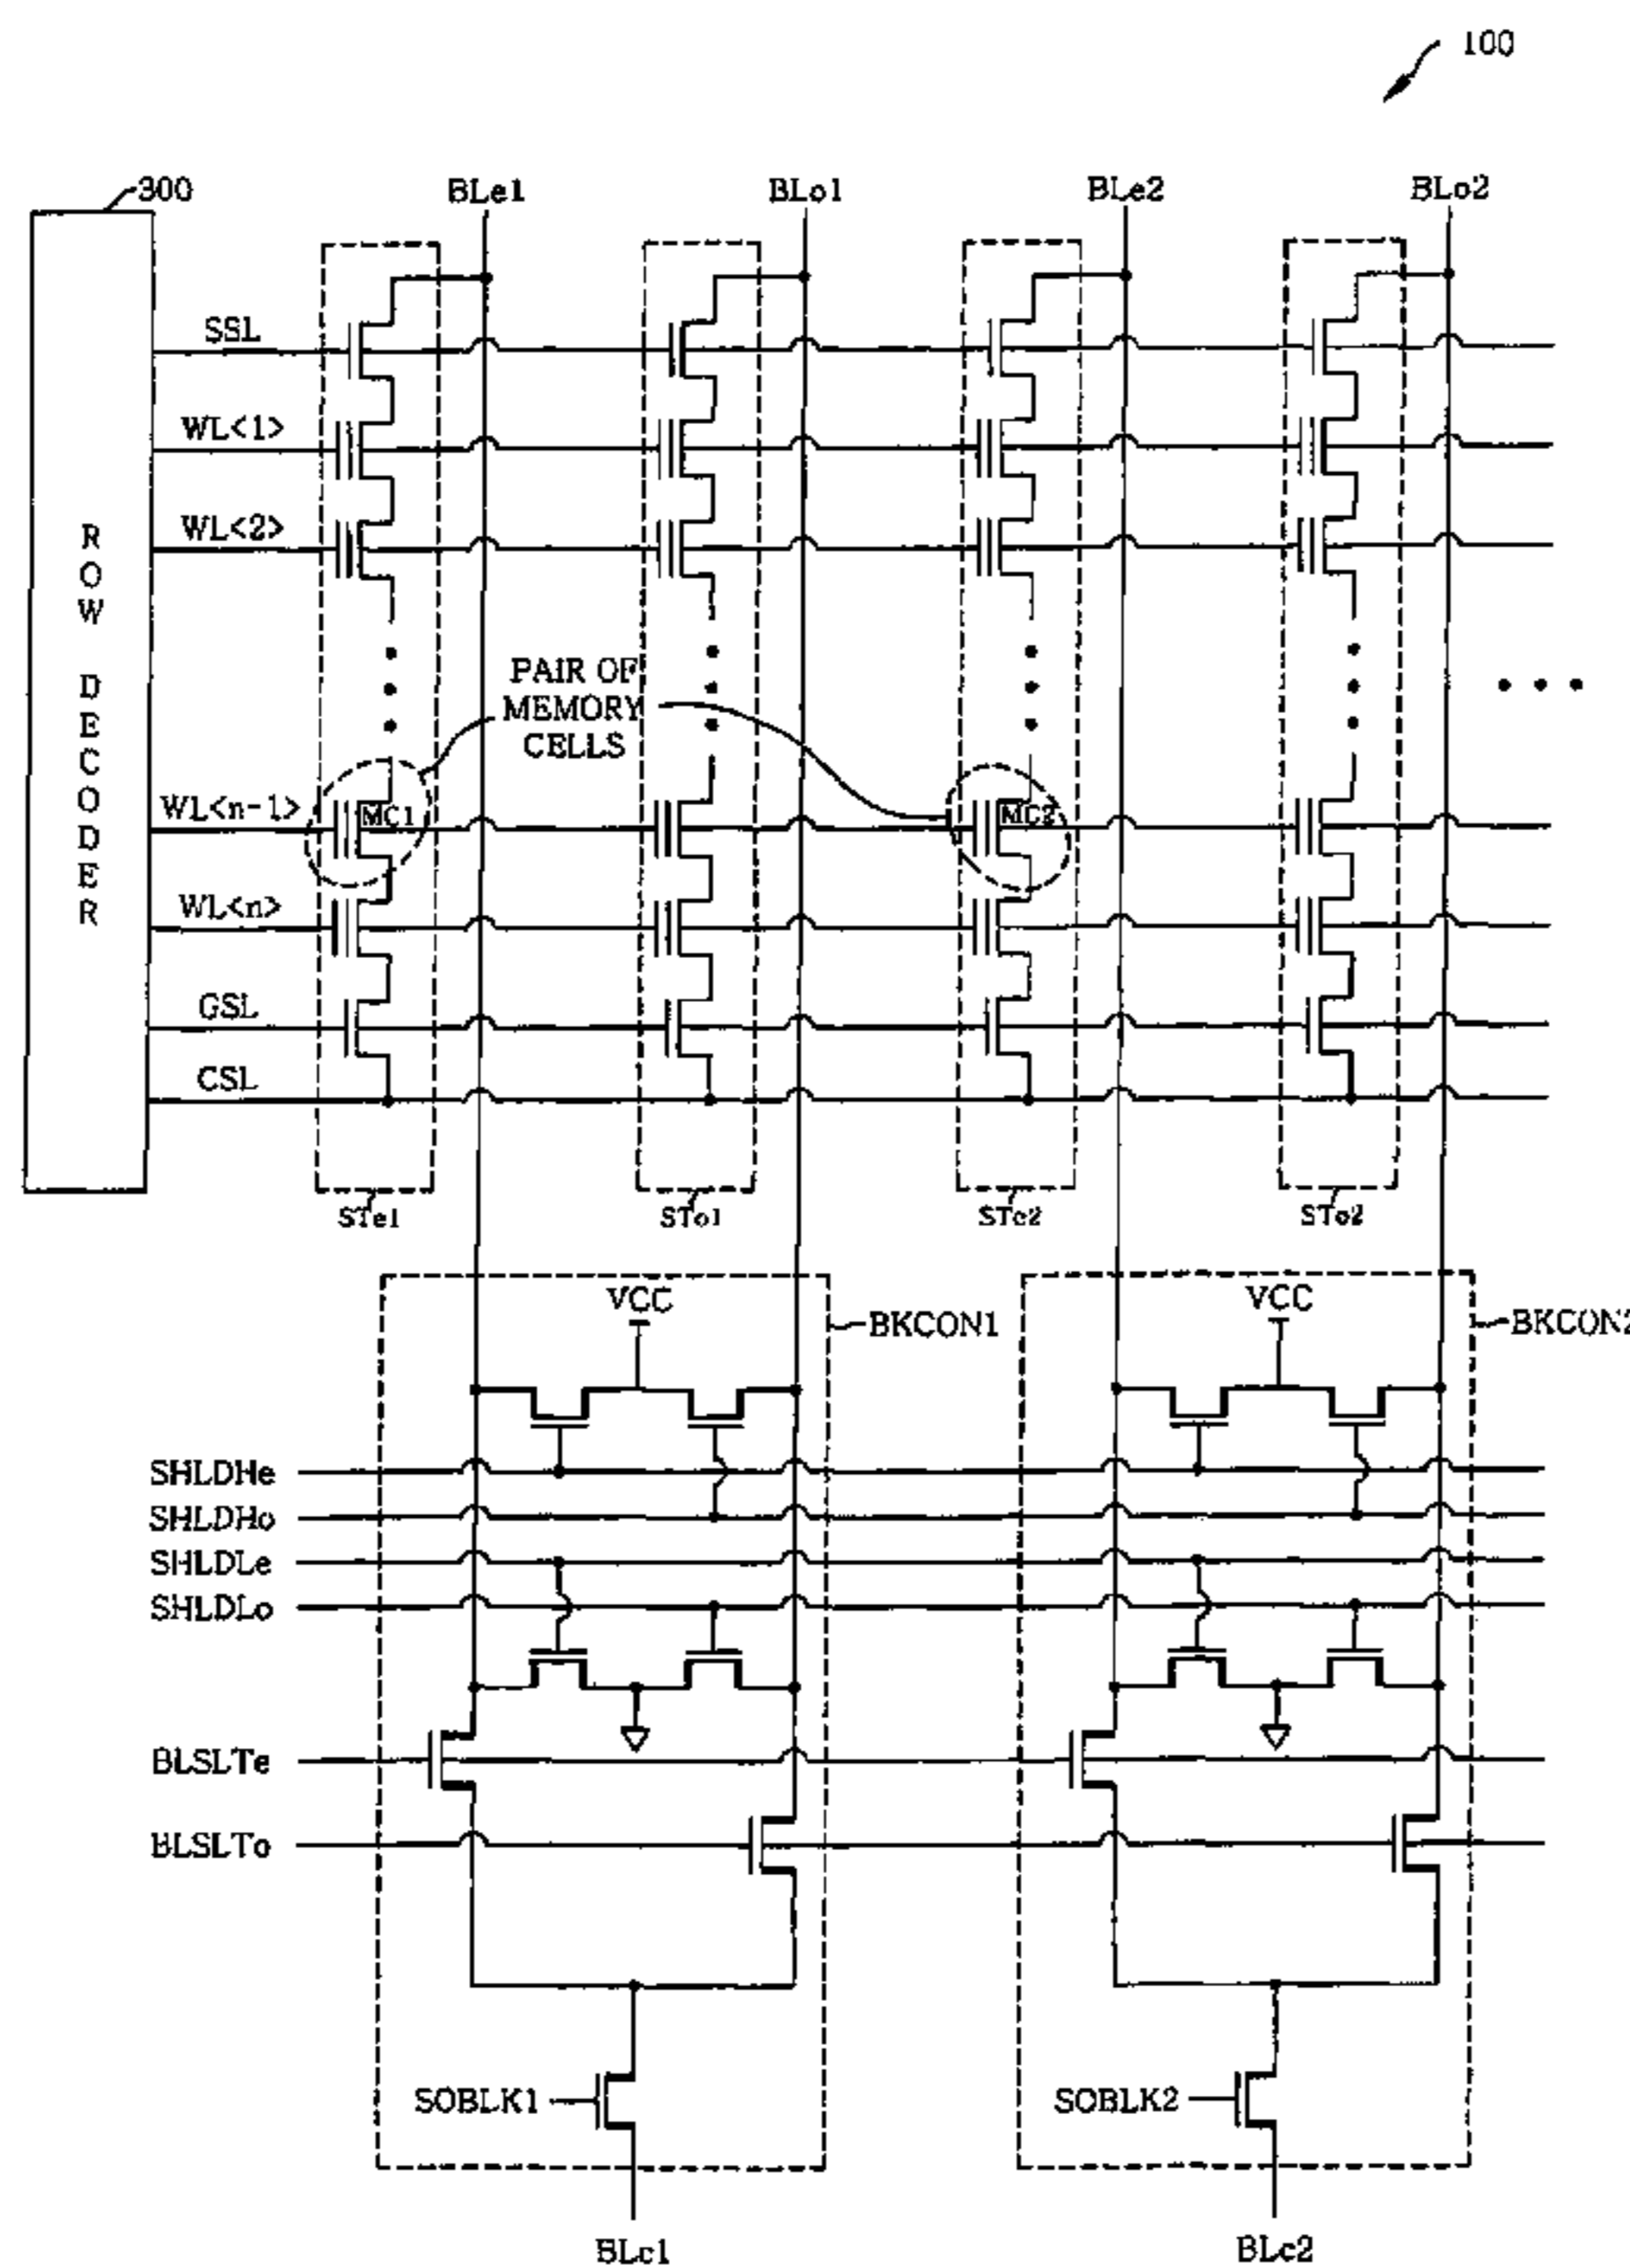 100
300
BLe1
BLo1
BLe2
BLo2
SSL
WL<1>
WL<2>
ROW DECODER
PAIR OF
MEMORY
CELLS
WL<n-1>
MC1
MC2
WL<n>
GSL
CSL
STe1
STo1
STe2
STo2
VCC
BKCON1
VCC
BKCON2
SHLDHe
SHLDHo
SHLDLe
SHLDLo
BLSLTe
BLSLTo
SOBLK1
SOBLK2
BLc1
BLc2